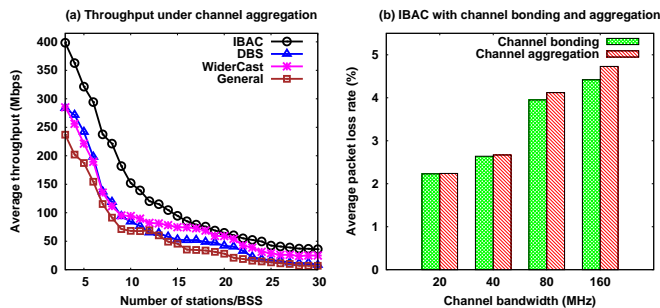 (a) Throughput under channel aggregation
Average throughput (Mbps)
400
350
300
250
200
150
100
50
0
5
10
15
20
25
30
Number of stations/BSS
IBAC
DBS
WiderCast
General
(b) IBAC with channel bonding and aggregation
Average packet loss rate (%)
5
4
3
2
1
0
20
40
80
160
Channel bandwidth (MHz)
Channel bonding
Channel aggregation